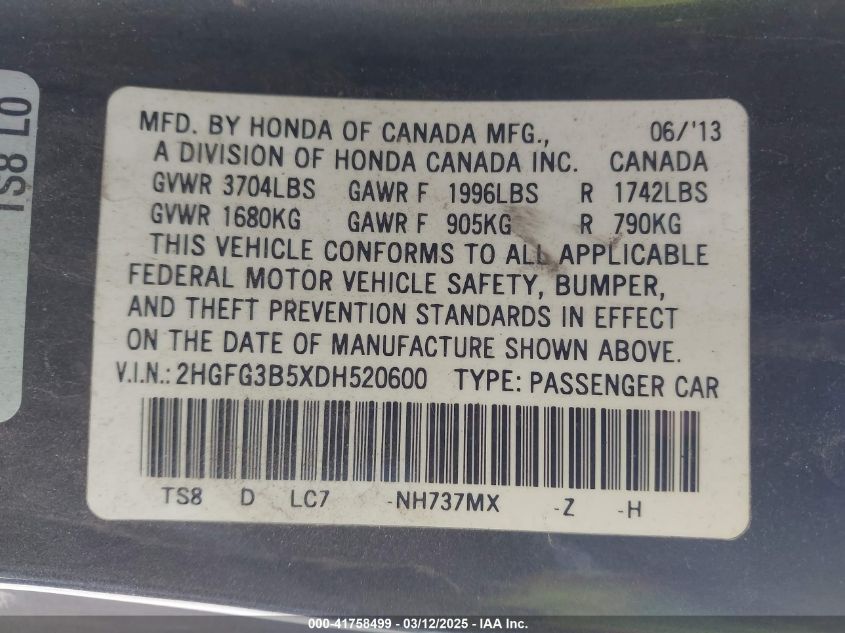 TS8 LO
MFD. BY HONDA OF CANADA MFG., 06/'13
A DIVISION OF HONDA CANADA INC. CANADA
GVWR 3704LBS GAWR F 1996LBS R 1742LBS
GVWR 1680KG GAWR F 905KG R 790KG
THIS VEHICLE CONFORMS TO ALL APPLICABLE
FEDERAL MOTOR VEHICLE SAFETY, BUMPER,
AND THEFT PREVENTION STANDARDS IN EFFECT
ON THE DATE OF MANUFACTURE SHOWN ABOVE.
V.I.N.: 2HGFG3B5XDH520600 TYPE: PASSENGER CAR
TS8 D LC7 -NH737MX -Z -H
000-41758499 - 03/12/2025 - IAA Inc.